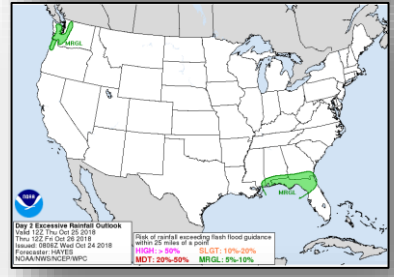 MRGL
MRGL
NOAA
Day 2 Excessive Rainfall Outlook
Valid 12Z Thu Oct 25 2018
Thru 12Z Fri Oct 26 2018
Issued: 0806Z Wed Oct 24 2018
Forecaster: HAYES
NOAA/NWS/NCEP/WPC
Risk of rainfall exceeding flash flood guidance
within 25 miles of a point
HIGH: > 50% SLGT: 10%-20%
MDT: 20%-50% MRGL: 5%-10%